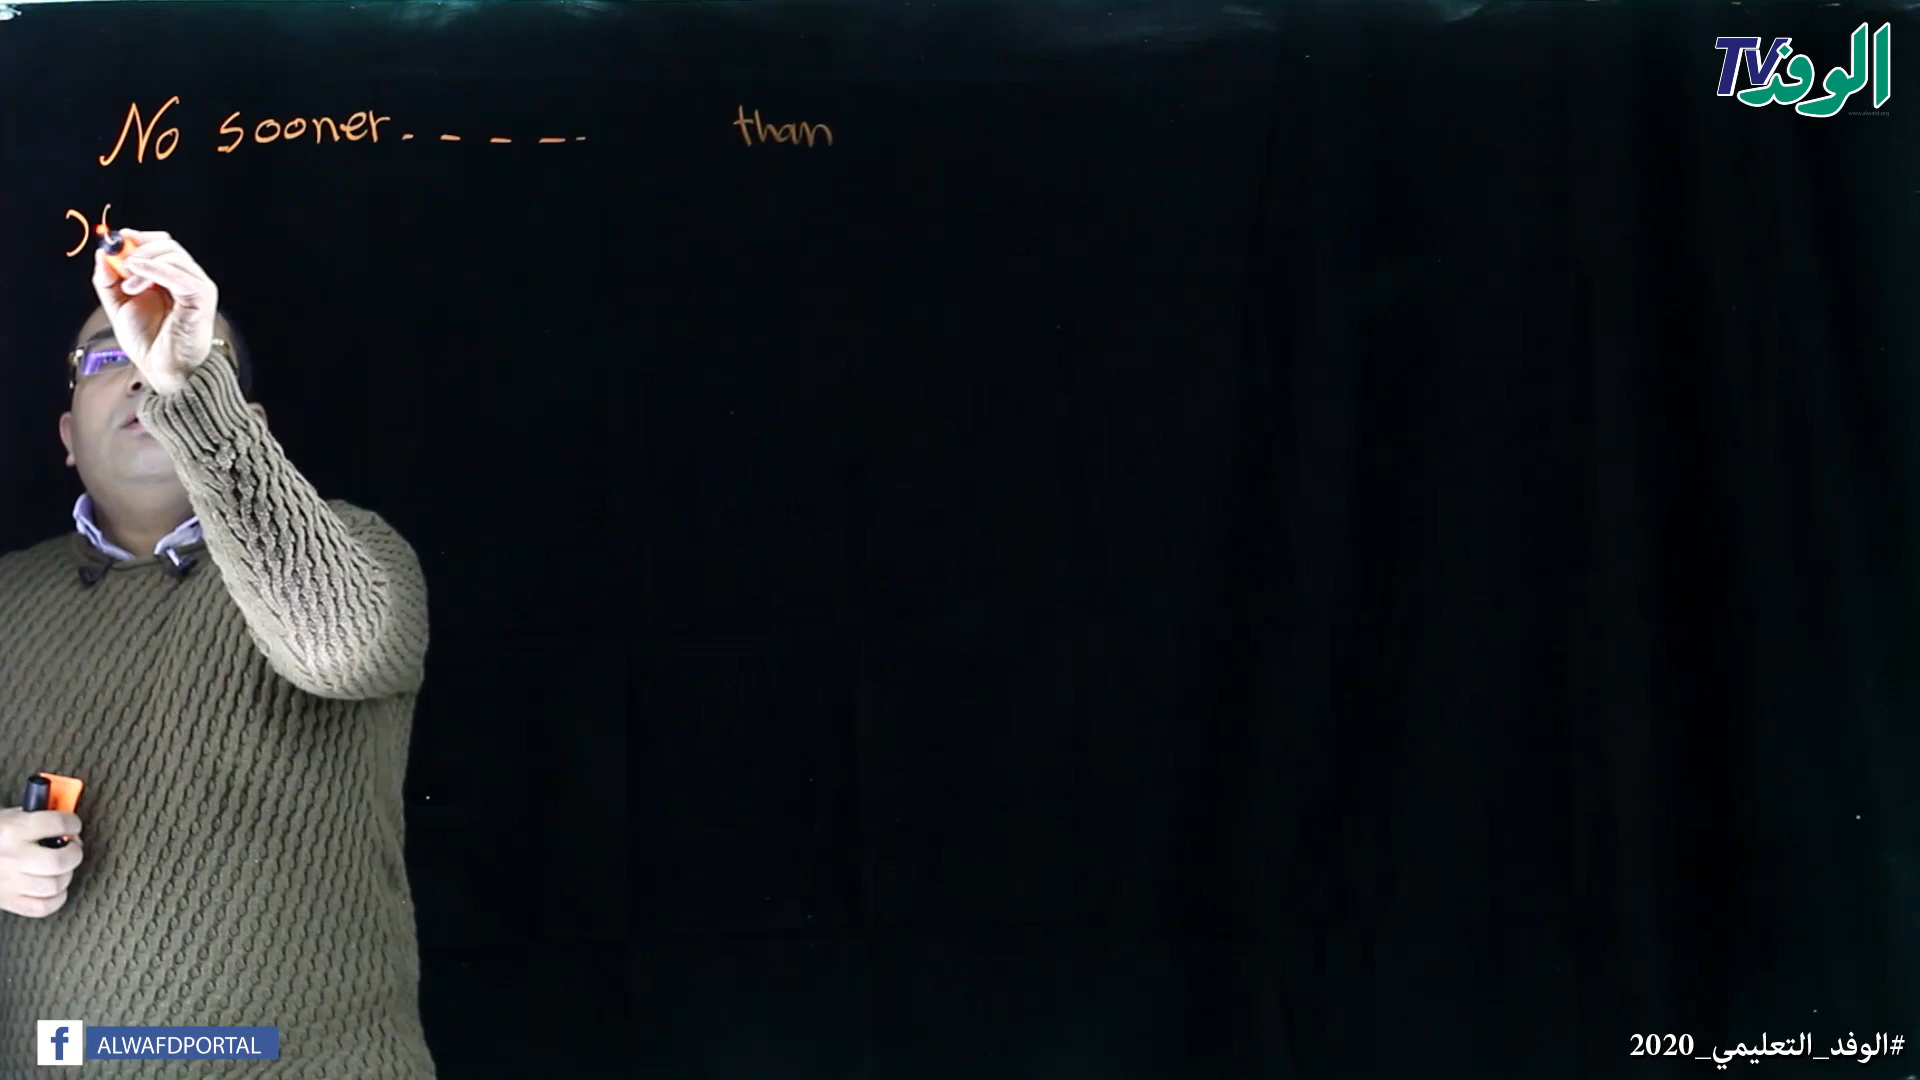 الوفد TV
No sooner. - - - - - than
ALWAFDPORTAL
#الوفد_التعليمي_2020